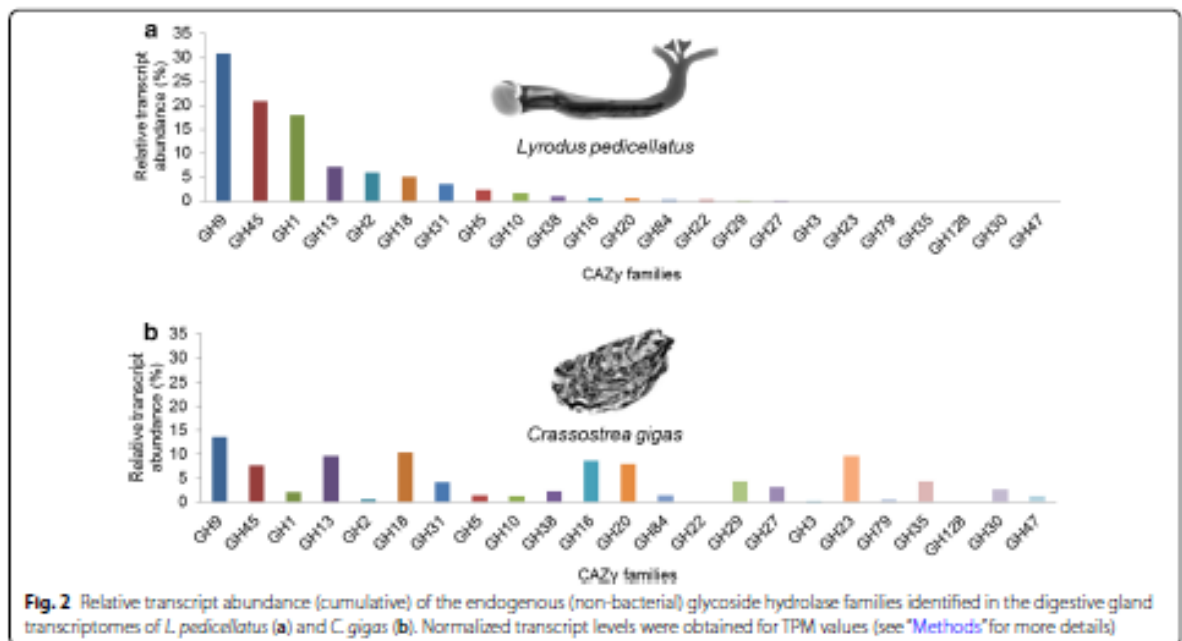 a
35
30
25
20
15
10
5
0
Relative transcript
abundance (%)
Lyrodus pedicellatus
GH9 GH45 GH1 GH13 GH2 GH18 GH31 GH5 GH10 GH38 GH16 GH20 GH84 GH22 GH29 GH27 GH3 GH23 GH79 GH35 GH128 GH30 GH47
CAZy families
b
35
30
25
20
15
10
5
0
Relative transcript
abundance (%)
Crassostrea gigas
GH9 GH45 GH1 GH13 GH2 GH18 GH31 GH5 GH10 GH38 GH16 GH20 GH84 GH22 GH29 GH27 GH3 GH23 GH79 GH35 GH128 GH30 GH47
CAZy families
Fig. 2 Relative transcript abundance (cumulative) of the endogenous (non-bacterial) glycoside hydrolase families identified in the digestive gland
transcriptomes of L. pedicellatus (a) and C. gigas (b). Normalized transcript levels were obtained for TPM values (see "Methods" for more details)